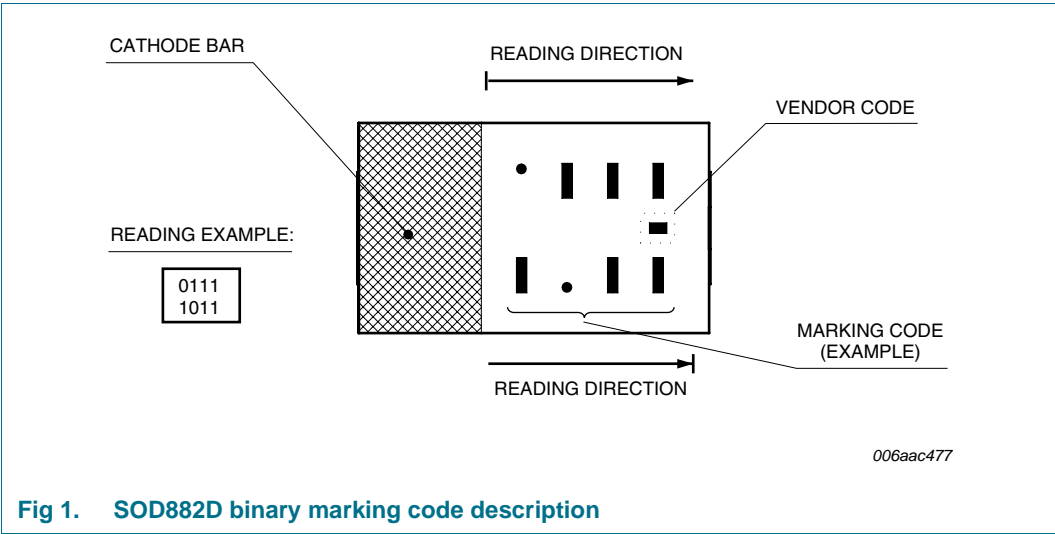 CATHODE BAR
READING DIRECTION
VENDOR CODE
READING EXAMPLE:
0111
1011
MARKING CODE
(EXAMPLE)
READING DIRECTION
006aac477
Fig 1. SOD882D binary marking code description